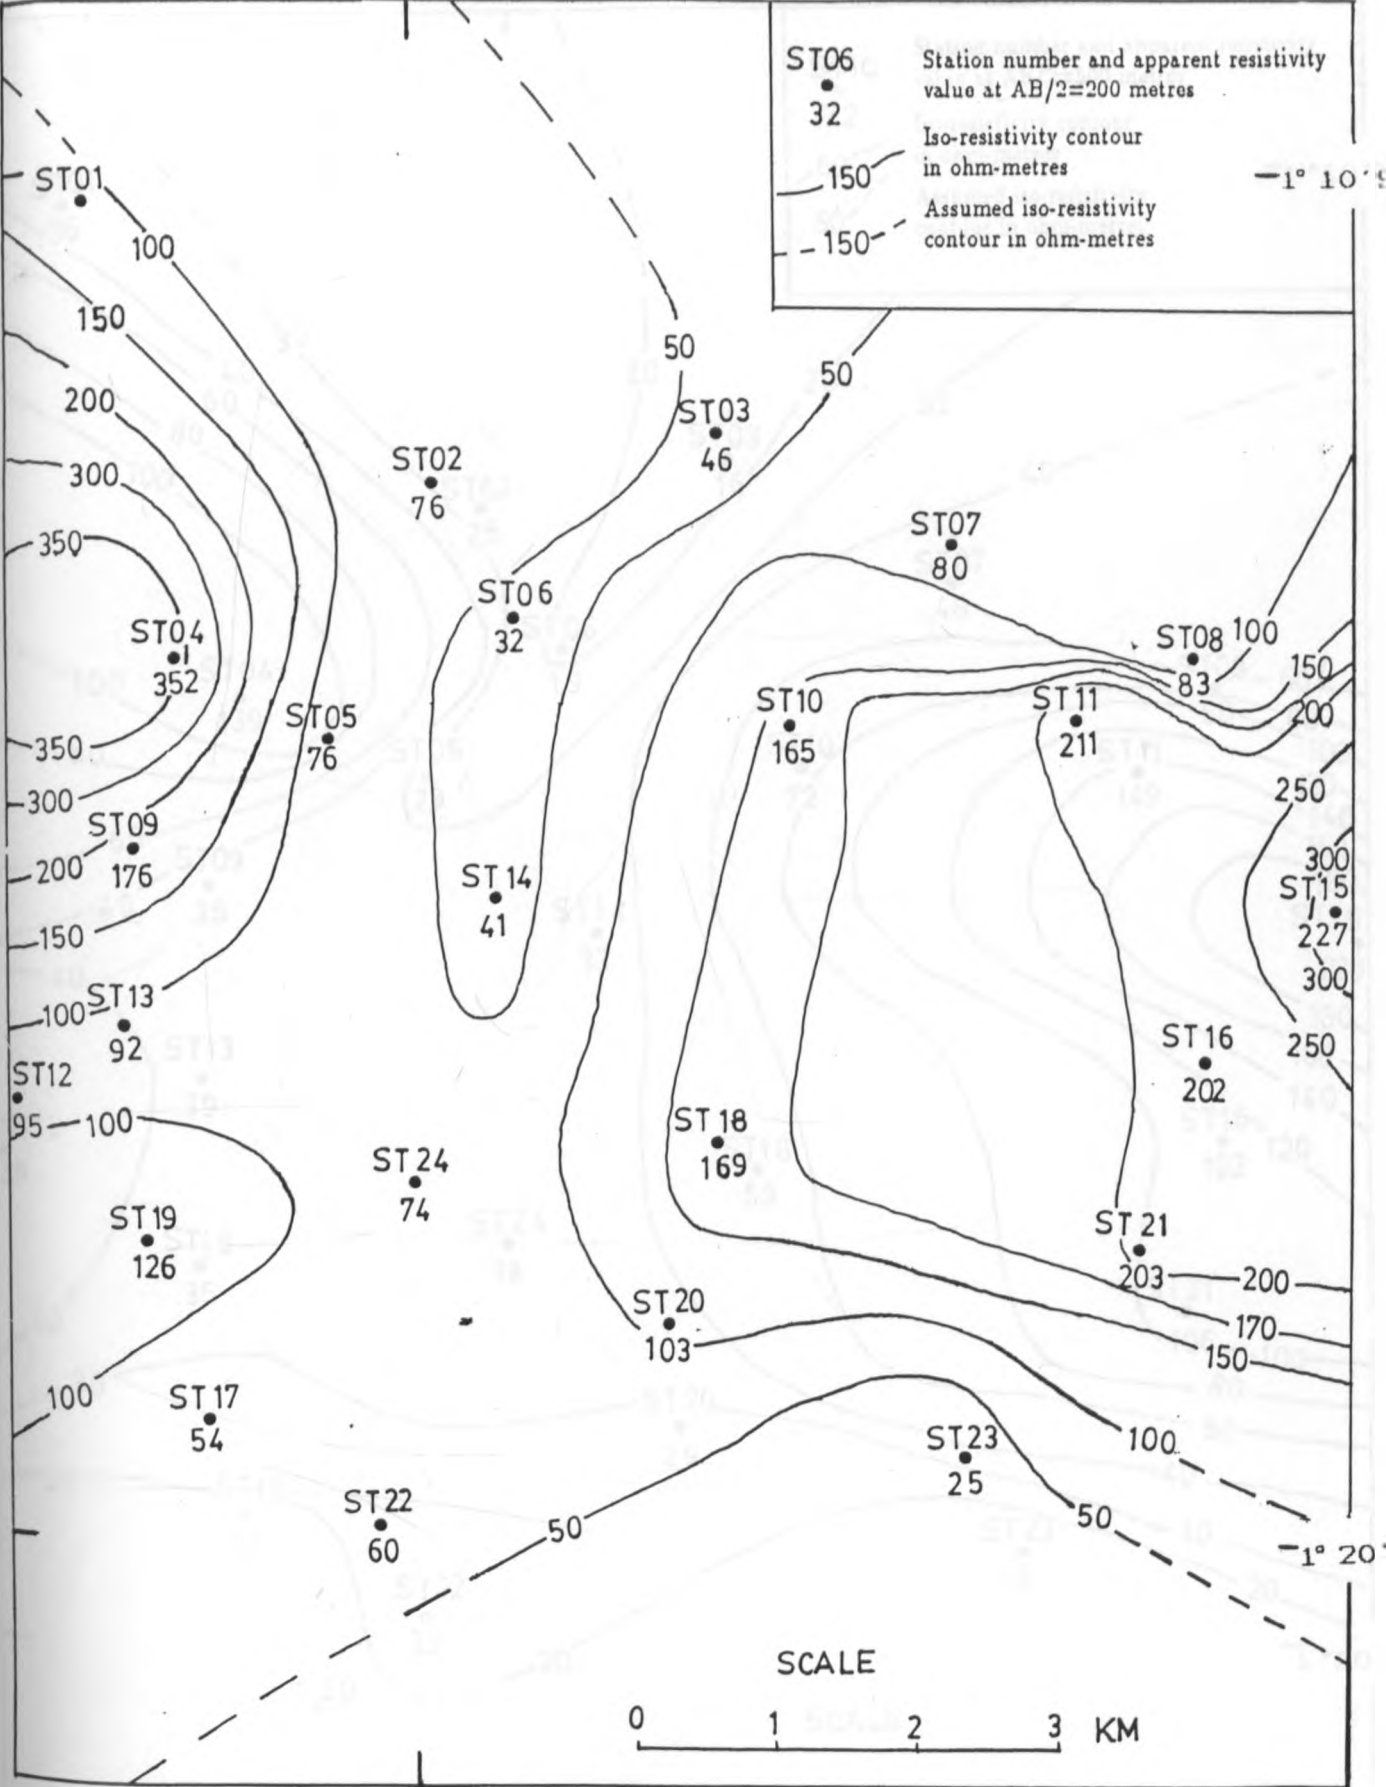 ST06
32
Station number and apparent resistivity
value at AB/2=200 metres
150
Iso-resistivity contour
in ohm-metres
150
Assumed iso-resistivity
contour in ohm-metres
1° 10'
ST01
100
150
50
50
200
ST03
46
ST02
76
300
ST07
80
350
ST06
32
ST04
352
ST08
83
100
150
ST05
76
ST10
165
ST11
211
200
350
300
250
ST09
176
200
300
ST15
227
300
ST14
41
150
100
ST13
92
250
ST16
202
ST12
95
100
ST18
169
ST24
74
ST19
126
ST21
203
200
170
150
ST20
103
100
ST17
54
100
ST23
25
ST22
60
50
50
1° 20'
SCALE
0 1 2 3 KM